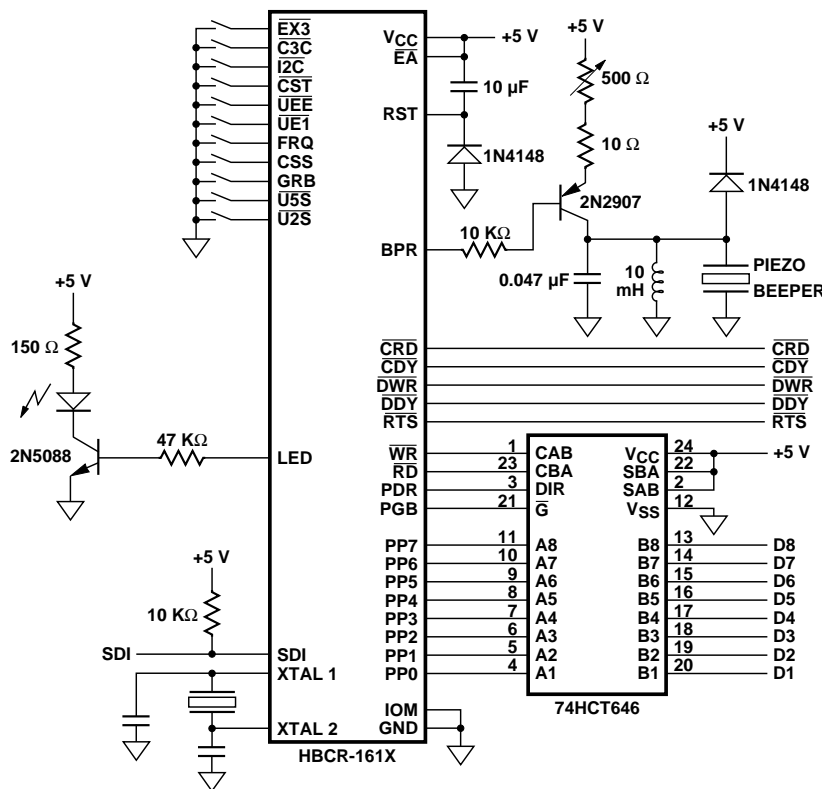 EX3
C3C
I2C
CST
UEE
UE1
FRQ
CSS
GRB
U5S
U2S
VCC
+5 V
EA
10 µF
RST
1N4148
+5 V
500 Ω
10 Ω
2N2907
+5 V
1N4148
BPR
10 KΩ
0.047 µF
10
mH
PIEZO
BEEPER
+5 V
150 Ω
2N5088
47 KΩ
LED
CRD CRD
CDY CDY
DWR DWR
DDY DDY
RTS RTS
WR 1 CAB VCC 24 +5 V
RD 23 CBA SBA 22
PDR 3 DIR SAB 2
PGB 21 G VSS 12
PP7 11 A8 B8 13 D8
PP6 10 A7 B7 14 D7
PP5 9 A6 B6 15 D6
PP4 8 A5 B5 16 D5
PP3 7 A4 B4 17 D4
PP2 6 A3 B3 18 D3
PP1 5 A2 B2 19 D2
PP0 4 A1 B1 20 D1
74HCT646
+5 V
10 KΩ
SDI SDI
XTAL 1
XTAL 2
IOM
GND
HBCR-161X